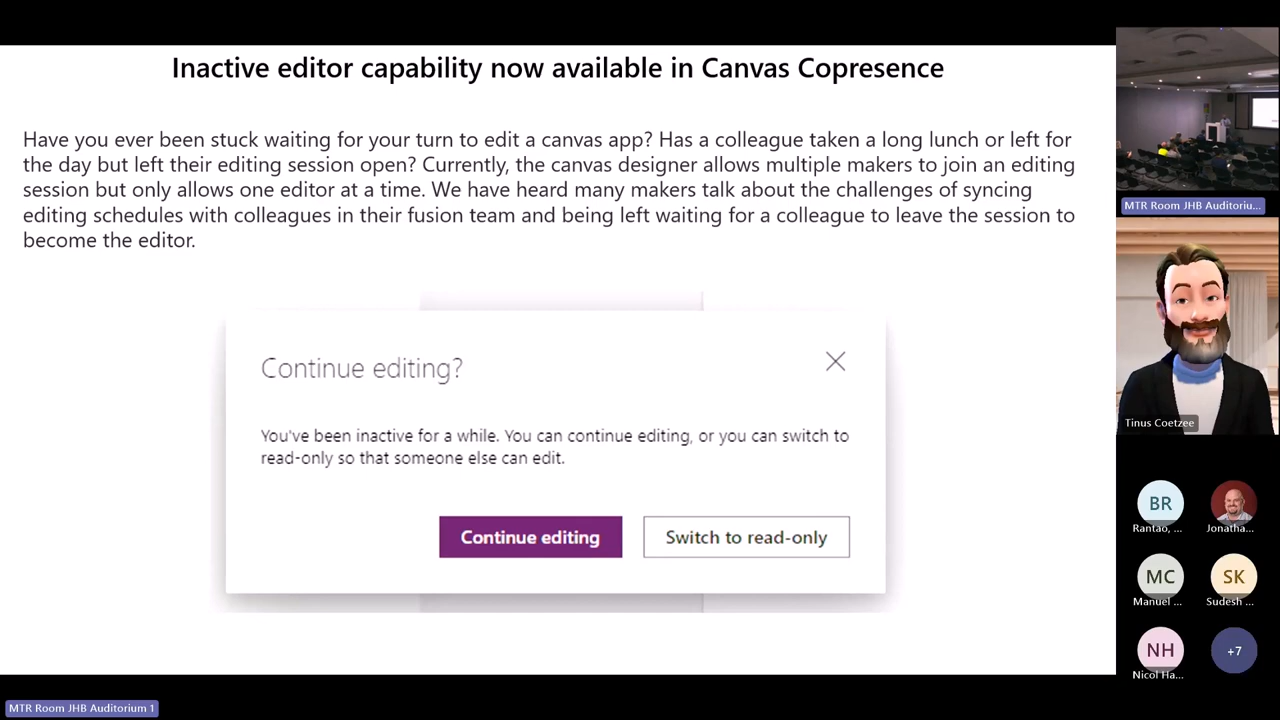 Inactive editor capability now available in Canvas Copresence
Have you ever been stuck waiting for your turn to edit a canvas app? Has a colleague taken a long lunch or left for
the day but left their editing session open? Currently, the canvas designer allows multiple makers to join an editing
session but only allows one editor at a time. We have heard many makers talk about the challenges of syncing
editing schedules with colleagues in their fusion team and being left waiting for a colleague to leave the session to
become the editor.
Continue editing?
You've been inactive for a while. You can continue editing, or you can switch to
read-only so that someone else can edit.
Continue editing
Switch to read-only
MTR Room JHB Auditoriu...
Tinus Coetzee
BR
Rantao, ...
Jonatha...
MC
Manuel ...
SK
Sudesh ...
NH
Nicol Ha...
+7
MTR Room JHB Auditorium 1